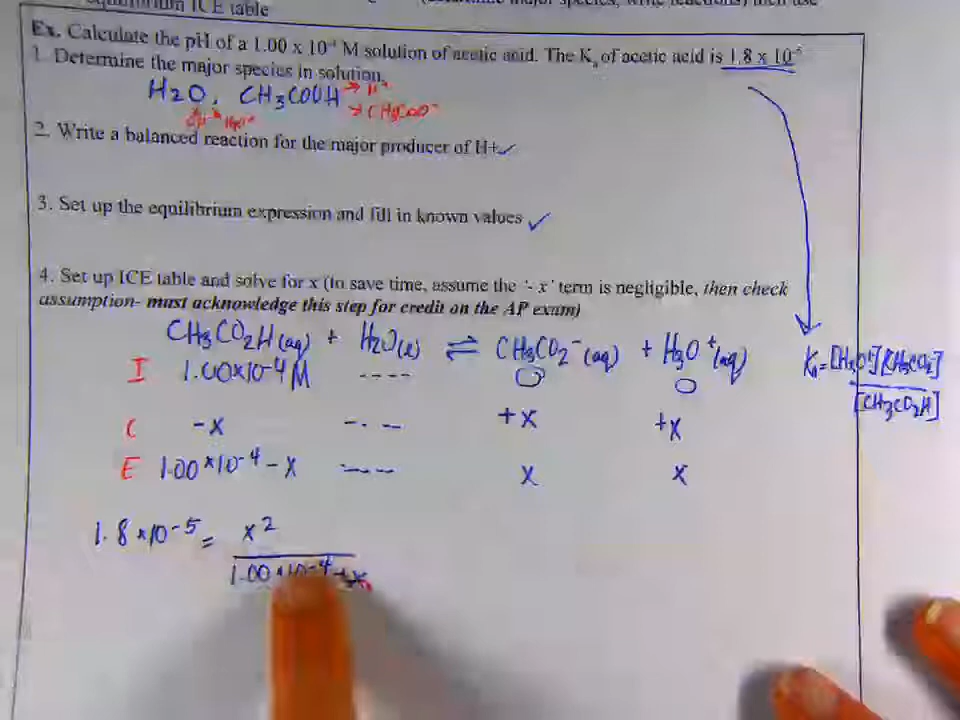 ICE table
Ex. Calculate the pH of a 1.00 x 10⁻⁴ M solution of acetic acid. The Kₐ of acetic acid is 1.8 x 10⁻⁵
1. Determine the major species in solution.
H2O, CH3COOH → H⁺
→ CH3COO⁻
2. Write a balanced reaction for the major producer of H+ ✓
3. Set up the equilibrium expression and fill in known values ✓
4. Set up ICE table and solve for x (to save time, assume the '- x' term is negligible, then check
assumption- must acknowledge this step for credit on the AP exam)
CH3CO2H(aq) + H2O(l) ⇌ CH3CO2⁻(aq) + H3O⁺(aq)
Kₐ = [H3O⁺][CH3CO2⁻]
[CH3CO2H]
I 1.00x10⁻⁴M ---- 0 0
C -x --- +x +x
E 1.00x10⁻⁴-x ---- x x
1.8x10⁻⁵ = x²
1.00x10⁻⁴